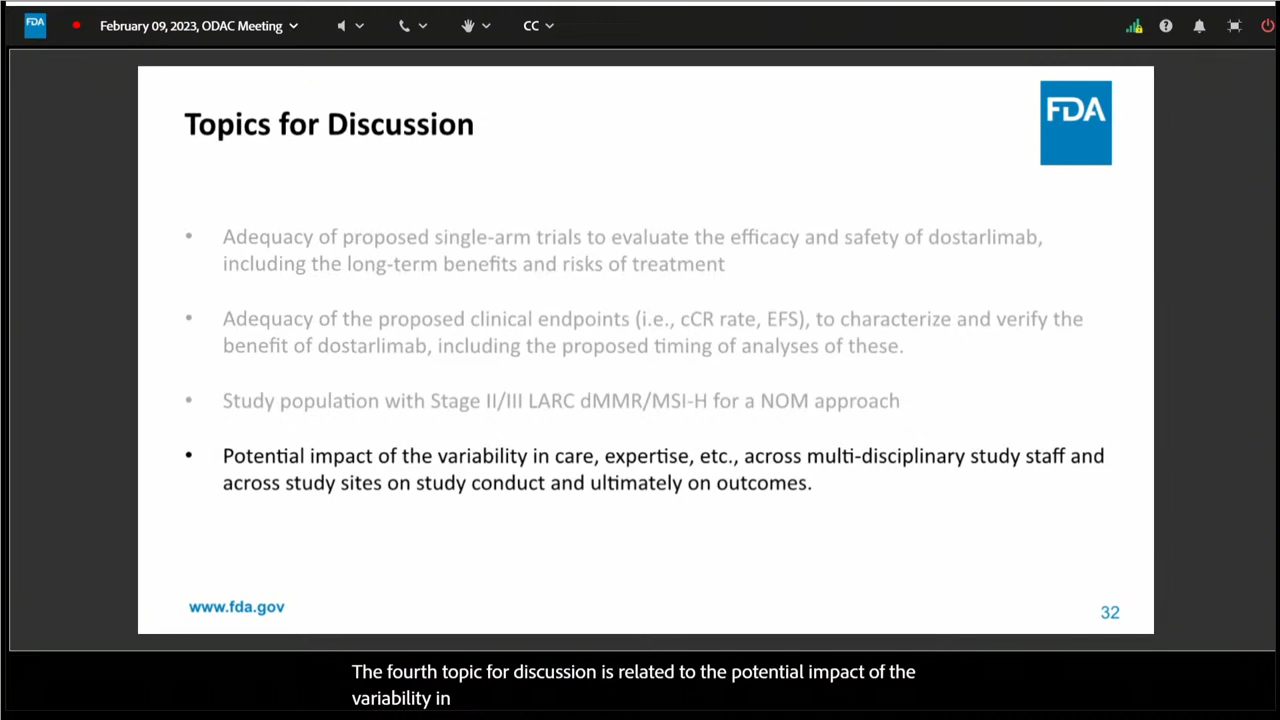 FDA
February 09, 2023, ODAC Meeting
CC
Topics for Discussion
FDA
• Adequacy of proposed single-arm trials to evaluate the efficacy and safety of dostarlimab,
including the long-term benefits and risks of treatment
• Adequacy of the proposed clinical endpoints (i.e., cCR rate, EFS), to characterize and verify the
benefit of dostarlimab, including the proposed timing of analyses of these.
• Study population with Stage II/III LARC dMMR/MSI-H for a NOM approach
• Potential impact of the variability in care, expertise, etc., across multi-disciplinary study staff and
across study sites on study conduct and ultimately on outcomes.
www.fda.gov
32
The fourth topic for discussion is related to the potential impact of the
variability in